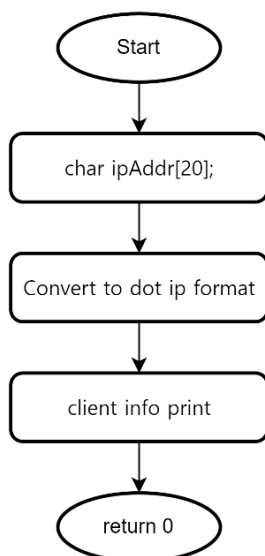 Start
char ipAddr[20];
Convert to dot ip format
client info print
return 0